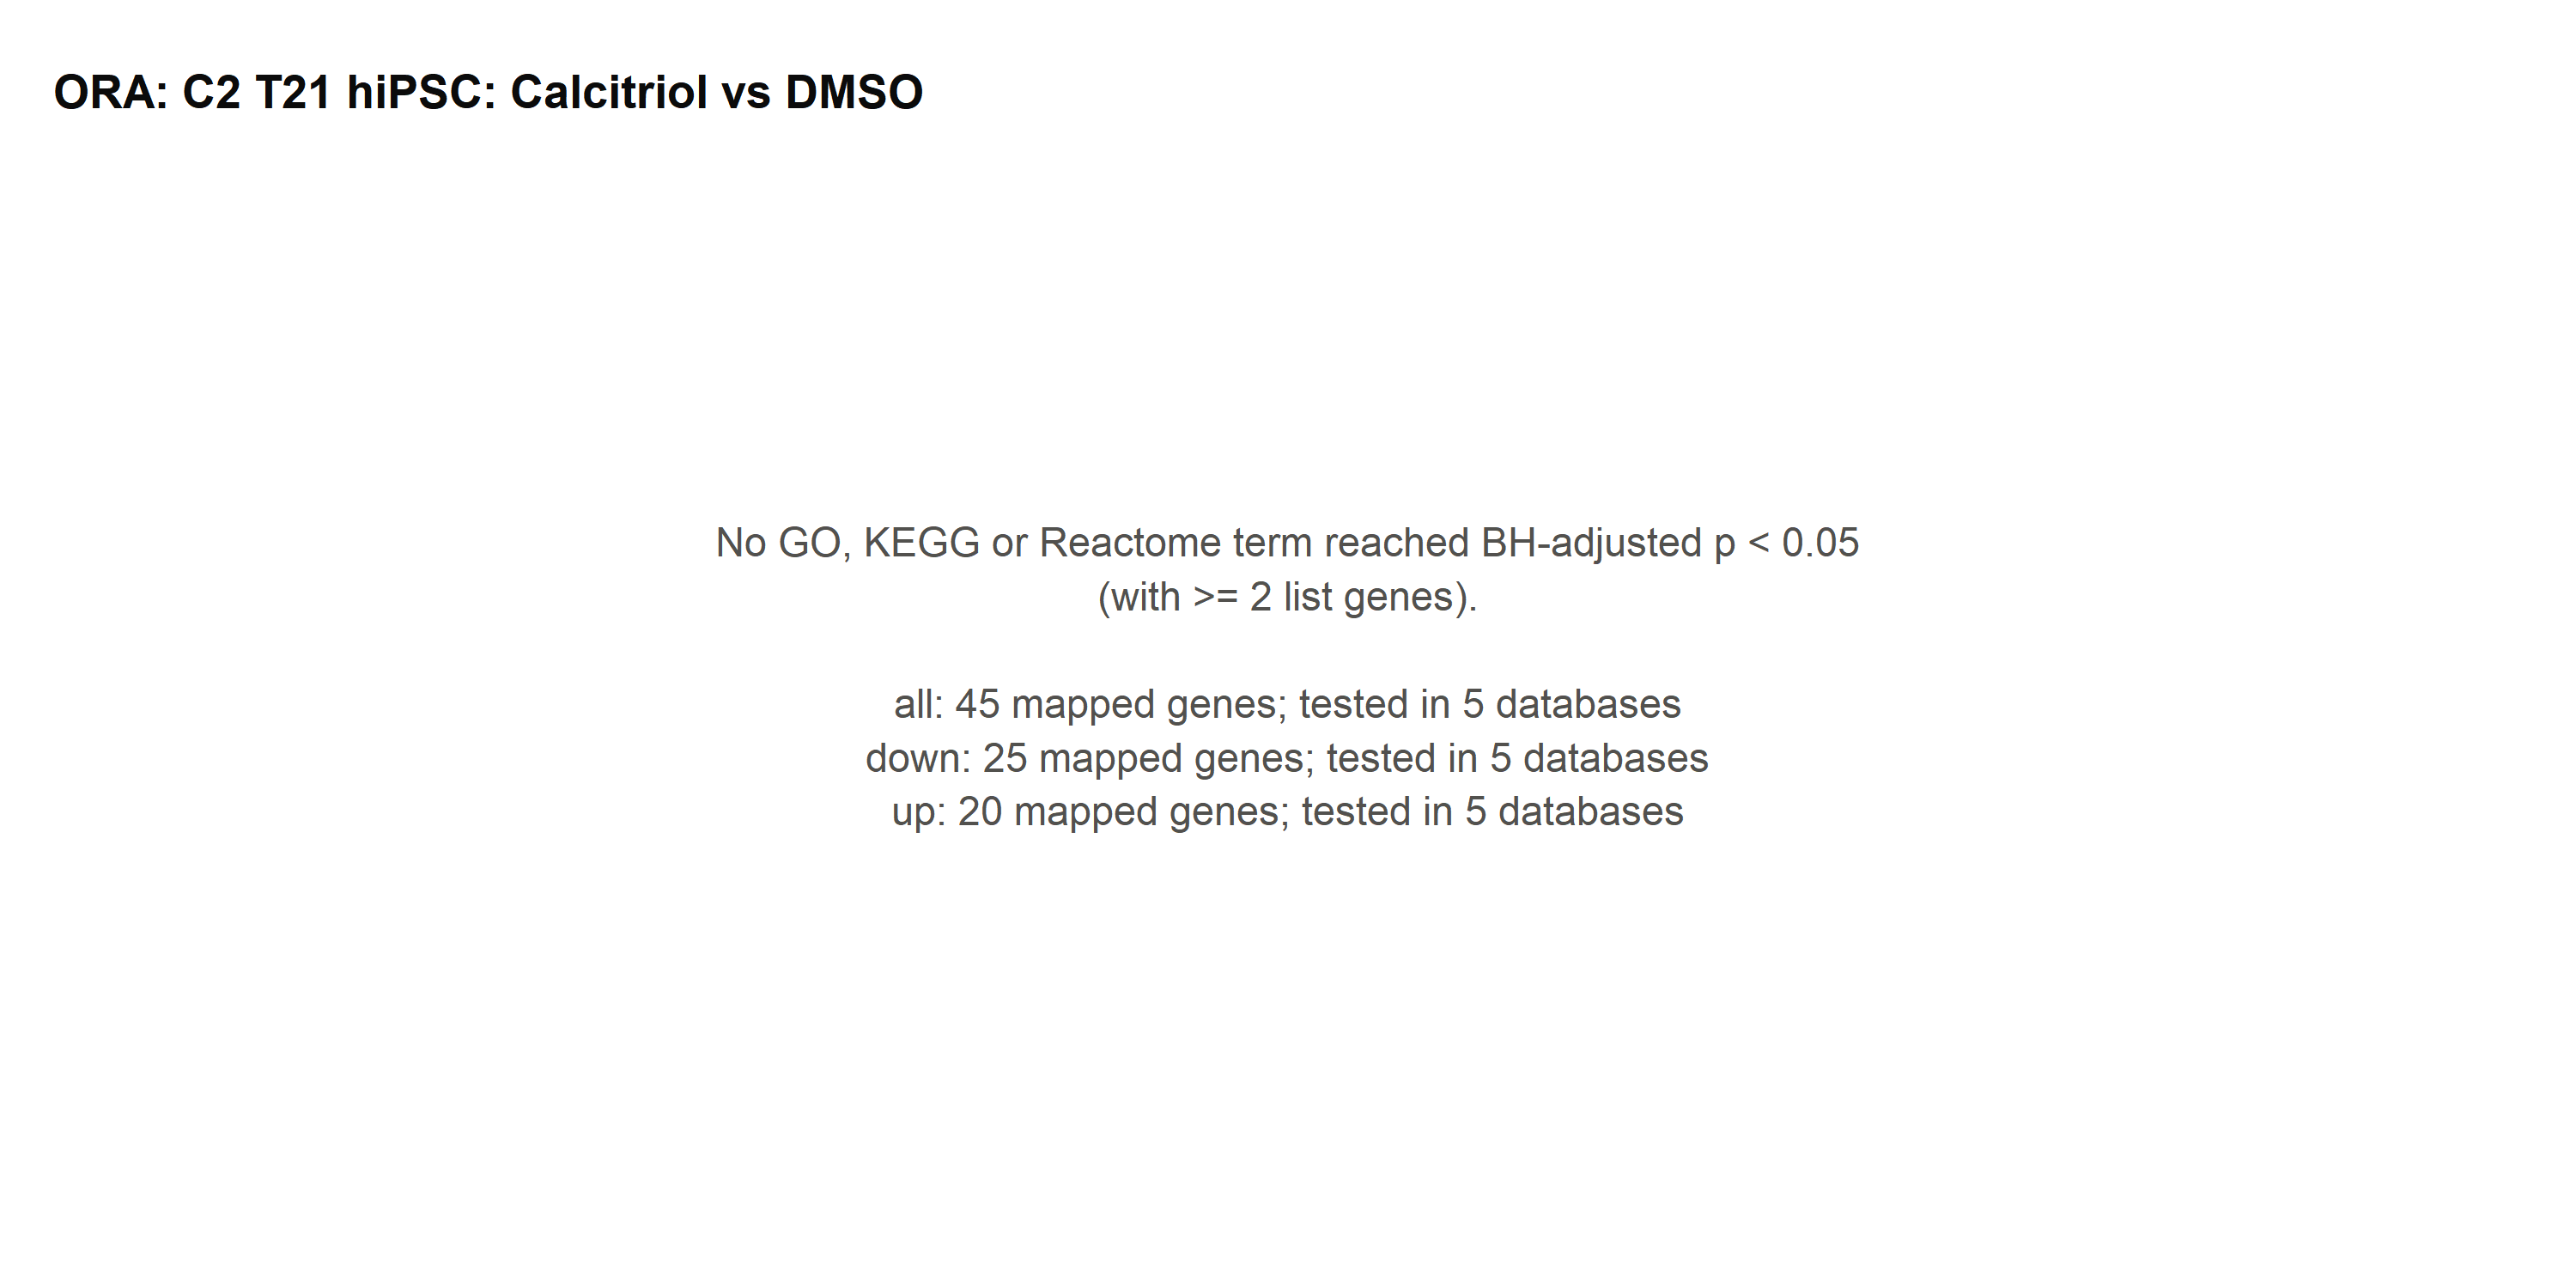 ORA: C2 T21 hiPSC: Calcitriol vs DMSO
No GO, KEGG or Reactome term reached BH-adjusted p < 0.05
(with >= 2 list genes).
all: 45 mapped genes; tested in 5 databases
down: 25 mapped genes; tested in 5 databases
up: 20 mapped genes; tested in 5 databases